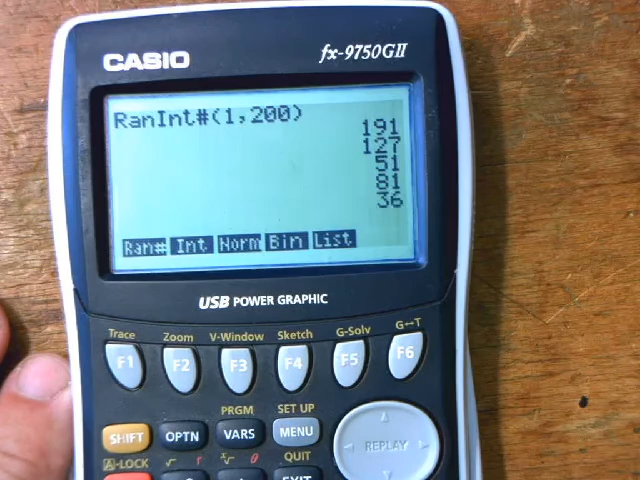 CASIO fx-9750GII
RanInt#(1,200)
191
127
51
81
36
Ran# Int Norm Bin List
USB POWER GRAPHIC
Trace Zoom V-Window Sketch G-Solv G↔T
F1 F2 F3 F4 F5 F6
PRGM SET UP
SHIFT OPTN VARS MENU REPLAY
A-LOCK √ r θ QUIT
EXIT